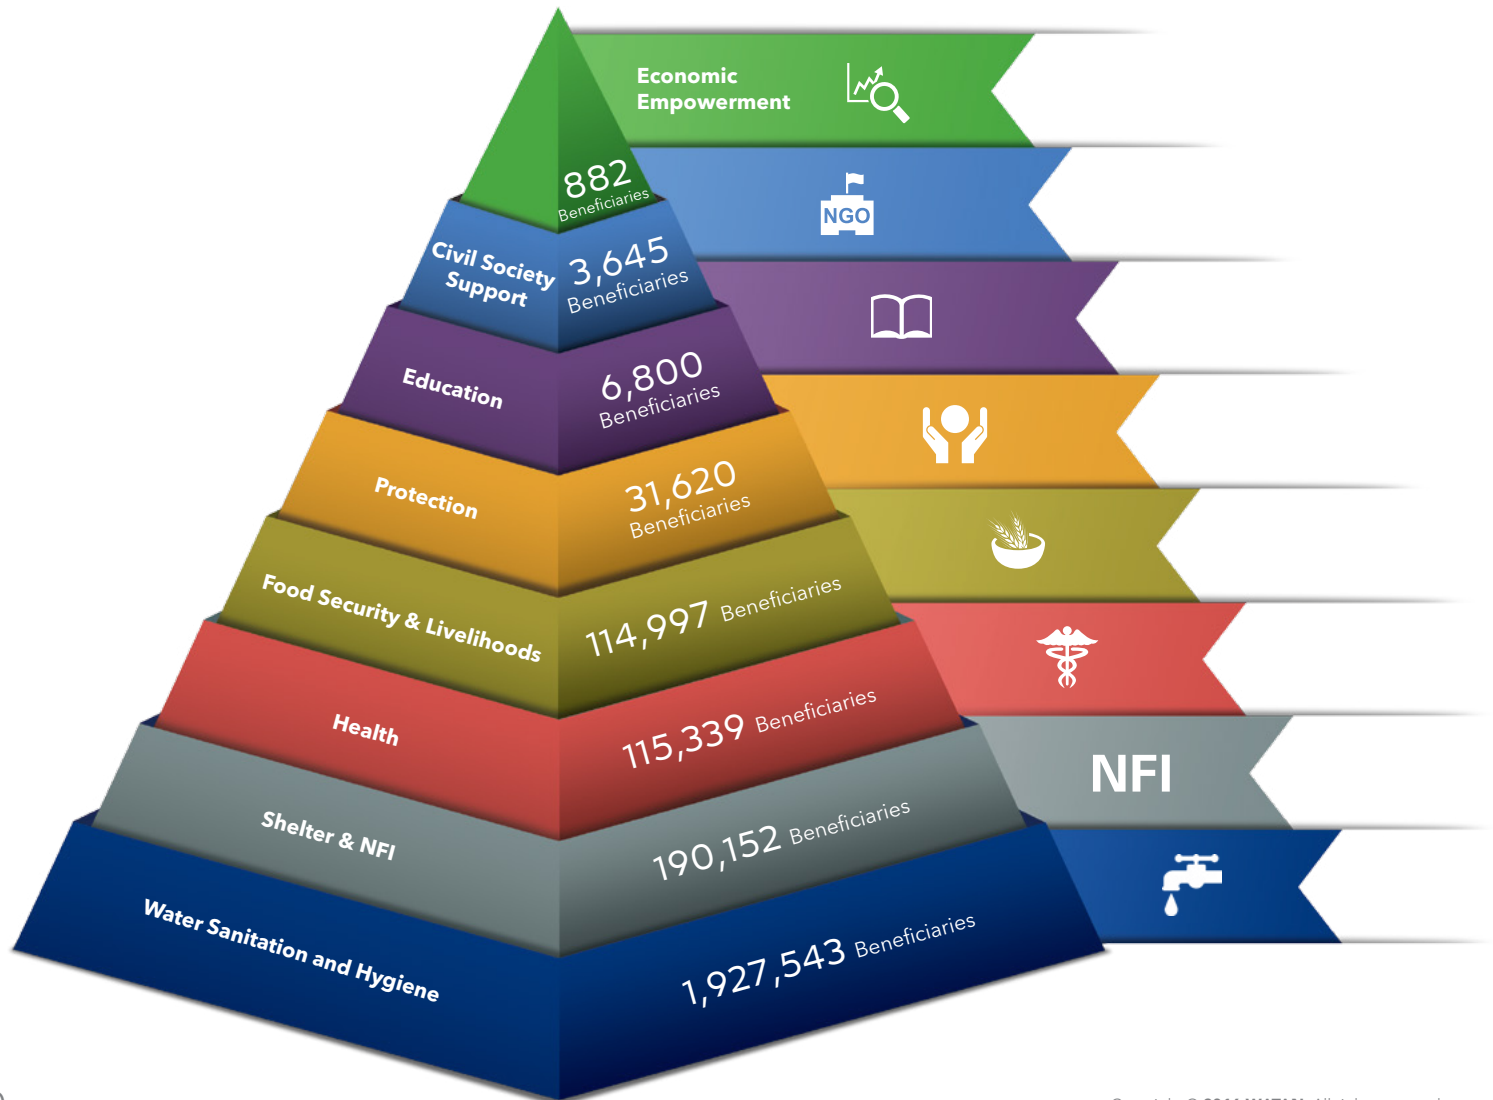 Economic
Empowerment
882
Beneficiaries
NGO
Civil Society
Support
3,645
Beneficiaries
Education
6,800
Beneficiaries
Protection
31,620
Beneficiaries
Food Security & Livelihoods
114,997 Beneficiaries
Health
115,339 Beneficiaries
Shelter & NFI
190,152 Beneficiaries
NFI
Water Sanitation and Hygiene
1,927,543 Beneficiaries